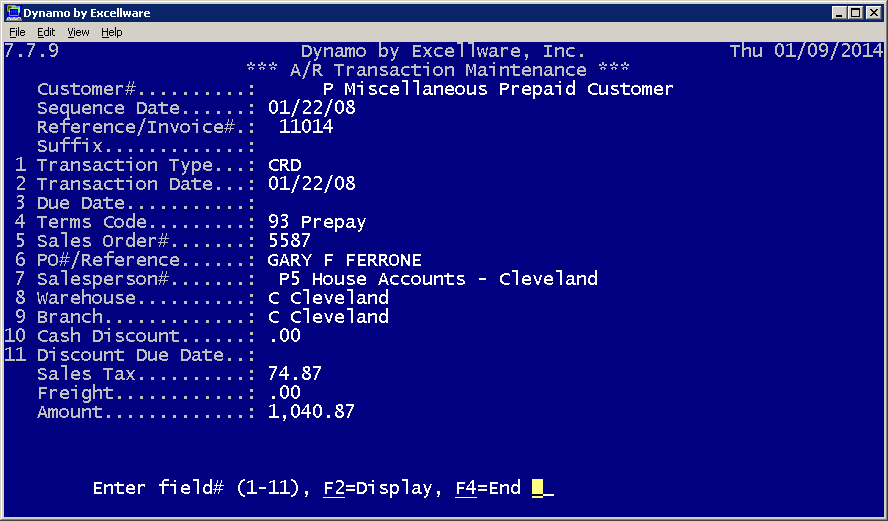 Dynamo by Excellware
File Edit View Help
7.7.9 Dynamo by Excellware, Inc. Thu 01/09/2014
*** A/R Transaction Maintenance ***
Customer#..........: P Miscellaneous Prepaid Customer
Sequence Date......: 01/22/08
Reference/Invoice#.: 11014
Suffix.............:
1 Transaction Type...: CRD
2 Transaction Date...: 01/22/08
3 Due Date...........:
4 Terms Code.........: 93 Prepay
5 Sales Order#.......: 5587
6 PO#/Reference......: GARY F FERRONE
7 Salesperson#.......: P5 House Accounts - Cleveland
8 Warehouse..........: C Cleveland
9 Branch.............: C Cleveland
10 Cash Discount......: .00
11 Discount Due Date..:
Sales Tax..........: 74.87
Freight............: .00
Amount.............: 1,040.87
Enter field# (1-11), F2=Display, F4=End